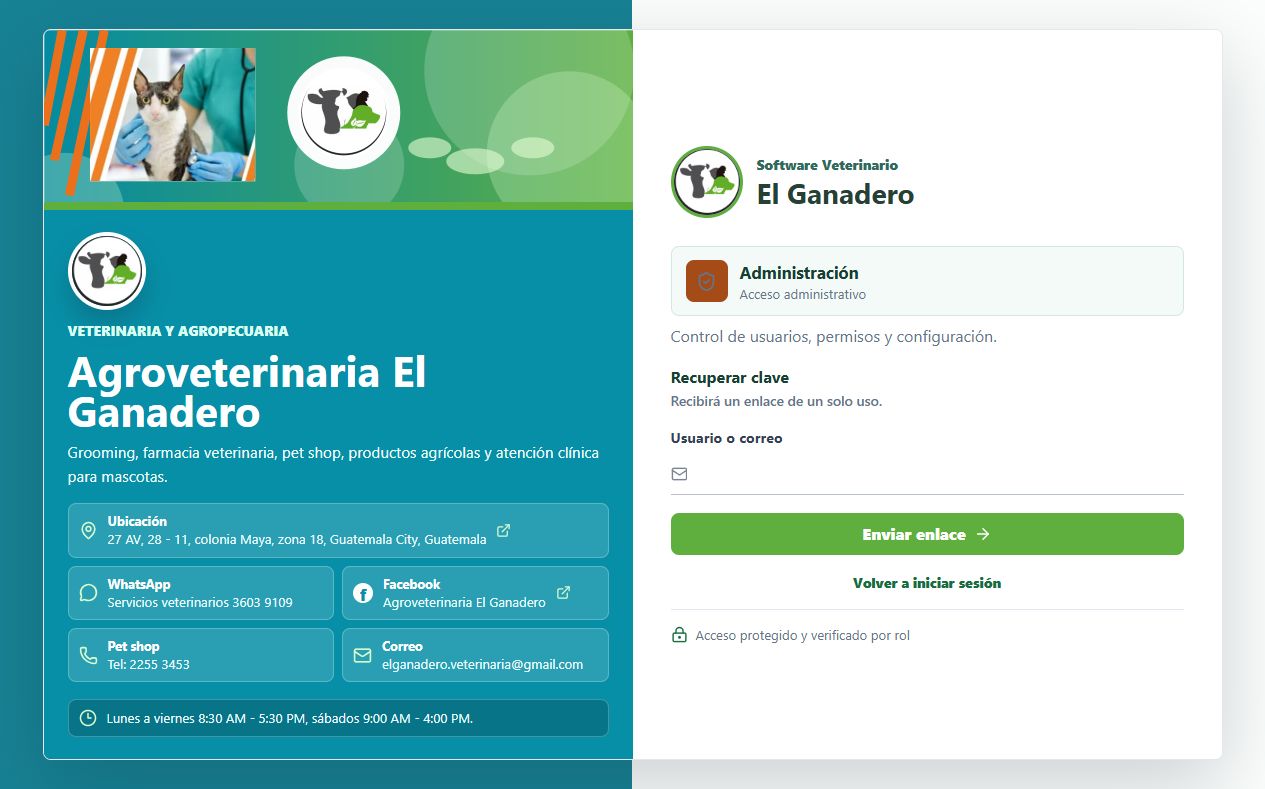 VETERINARIA Y AGROPECUARIA
Agroveterinaria El
Ganadero
Grooming, farmacia veterinaria, pet shop, productos agrícolas y atención clínica
para mascotas.
Ubicación
27 AV, 28 - 11, colonia Maya, zona 18, Guatemala City, Guatemala
WhatsApp
Servicios veterinarios 3603 9109
Facebook
Agroveterinaria El Ganadero
Pet shop
Tel: 2255 3453
Correo
elganadero.veterinaria@gmail.com
Lunes a viernes 8:30 AM - 5:30 PM, sábados 9:00 AM - 4:00 PM.
Software Veterinario
El Ganadero
Administración
Acceso administrativo
Control de usuarios, permisos y configuración.
Recuperar clave
Recibirá un enlace de un solo uso.
Usuario o correo
Enviar enlace
Volver a iniciar sesión
Acceso protegido y verificado por rol